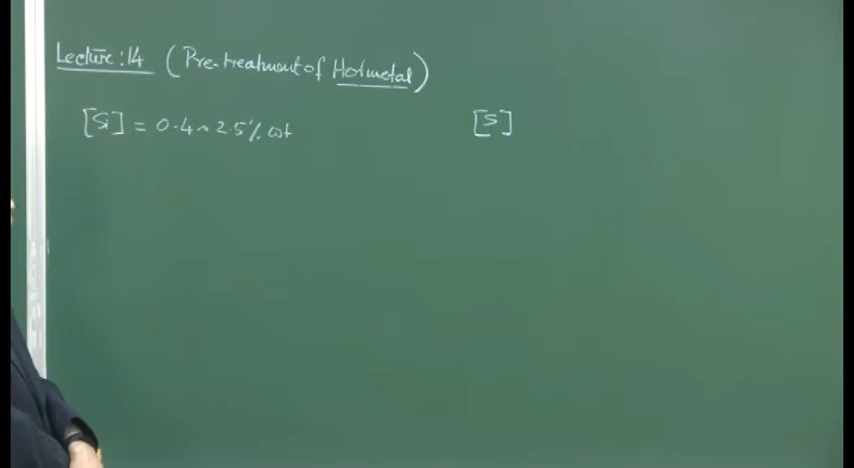 Lecture: 14 (Pre-treatment of Hotmetal)
[Si] = 0.4 ~ 2.5% wt [S]